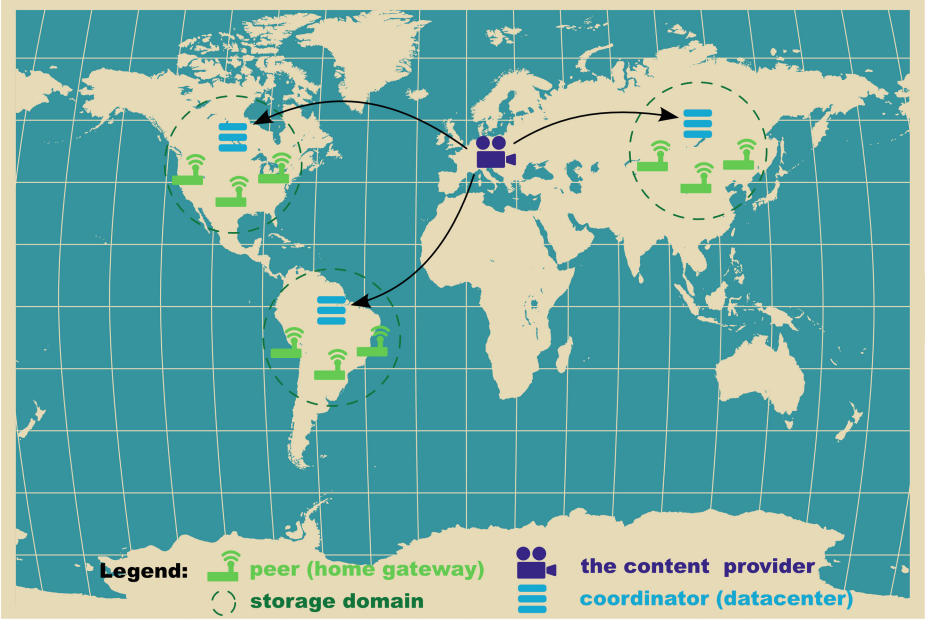 Legend:
peer (home gateway)
the content provider
storage domain
coordinator (datacenter)